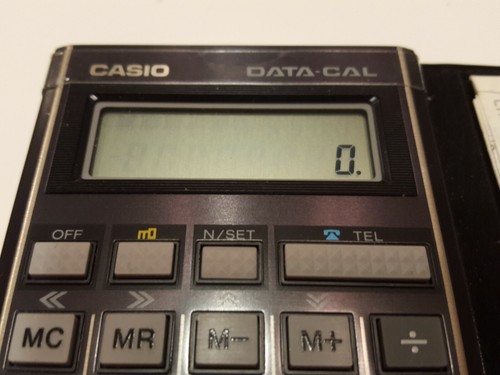 CASIO DATA-CAL
0.
OFF N/SET TEL
MC MR M- M+ ÷